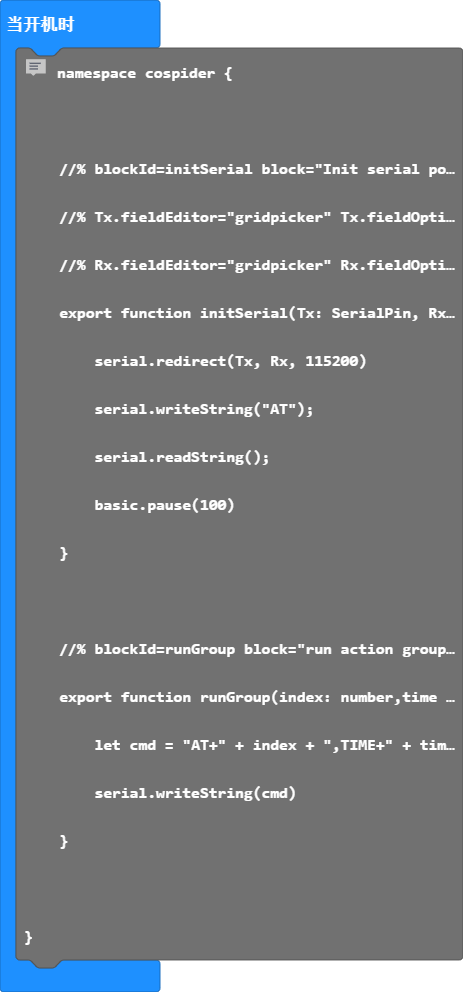 当开机时
namespace cospider {
//% blockId=initSerial block="Init serial po…
//% Tx.fieldEditor="gridpicker" Tx.fieldOpti…
//% Rx.fieldEditor="gridpicker" Rx.fieldOpti…
export function initSerial(Tx: SerialPin, Rx…
serial.redirect(Tx, Rx, 115200)
serial.writeString("AT");
serial.readString();
basic.pause(100)
}
//% blockId=runGroup block="run action group…
export function runGroup(index: number,time …
let cmd = "AT+" + index + ",TIME+" + tim…
serial.writeString(cmd)
}
}